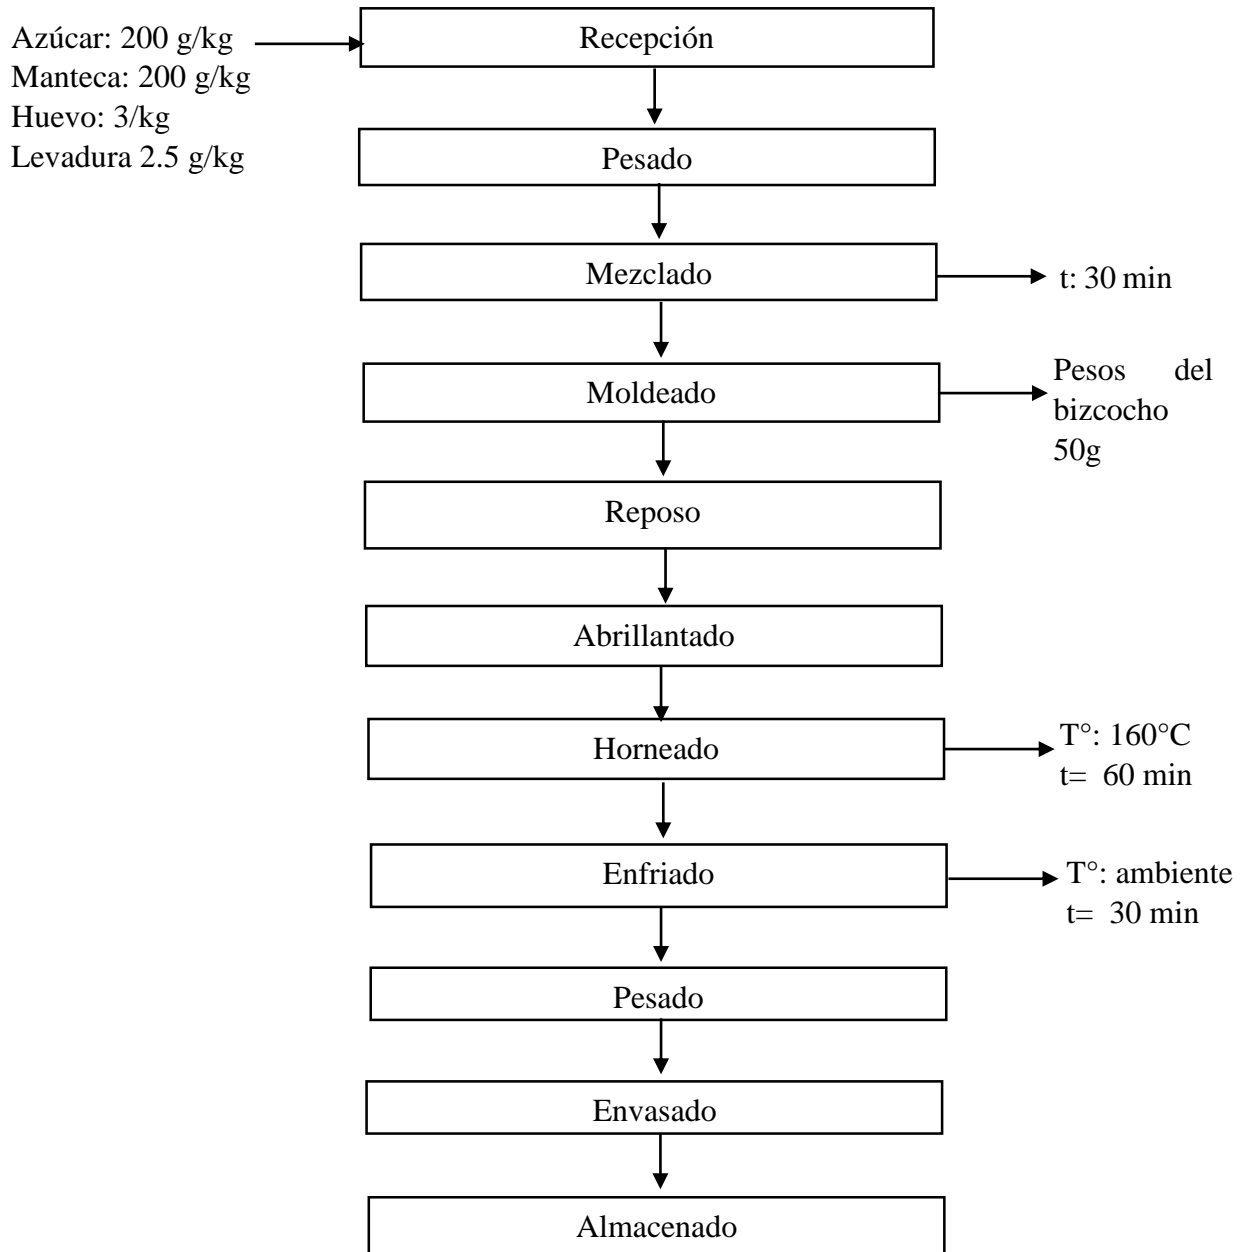 Azúcar: 200 g/kg
Manteca: 200 g/kg
Huevo: 3/kg
Levadura 2.5 g/kg
Recepción
Pesado
Mezclado
t: 30 min
Moldeado
Pesos del
bizcocho
50g
Reposo
Abrillantado
Horneado
T°: 160°C
t= 60 min
Enfriado
T°: ambiente
t= 30 min
Pesado
Envasado
Almacenado